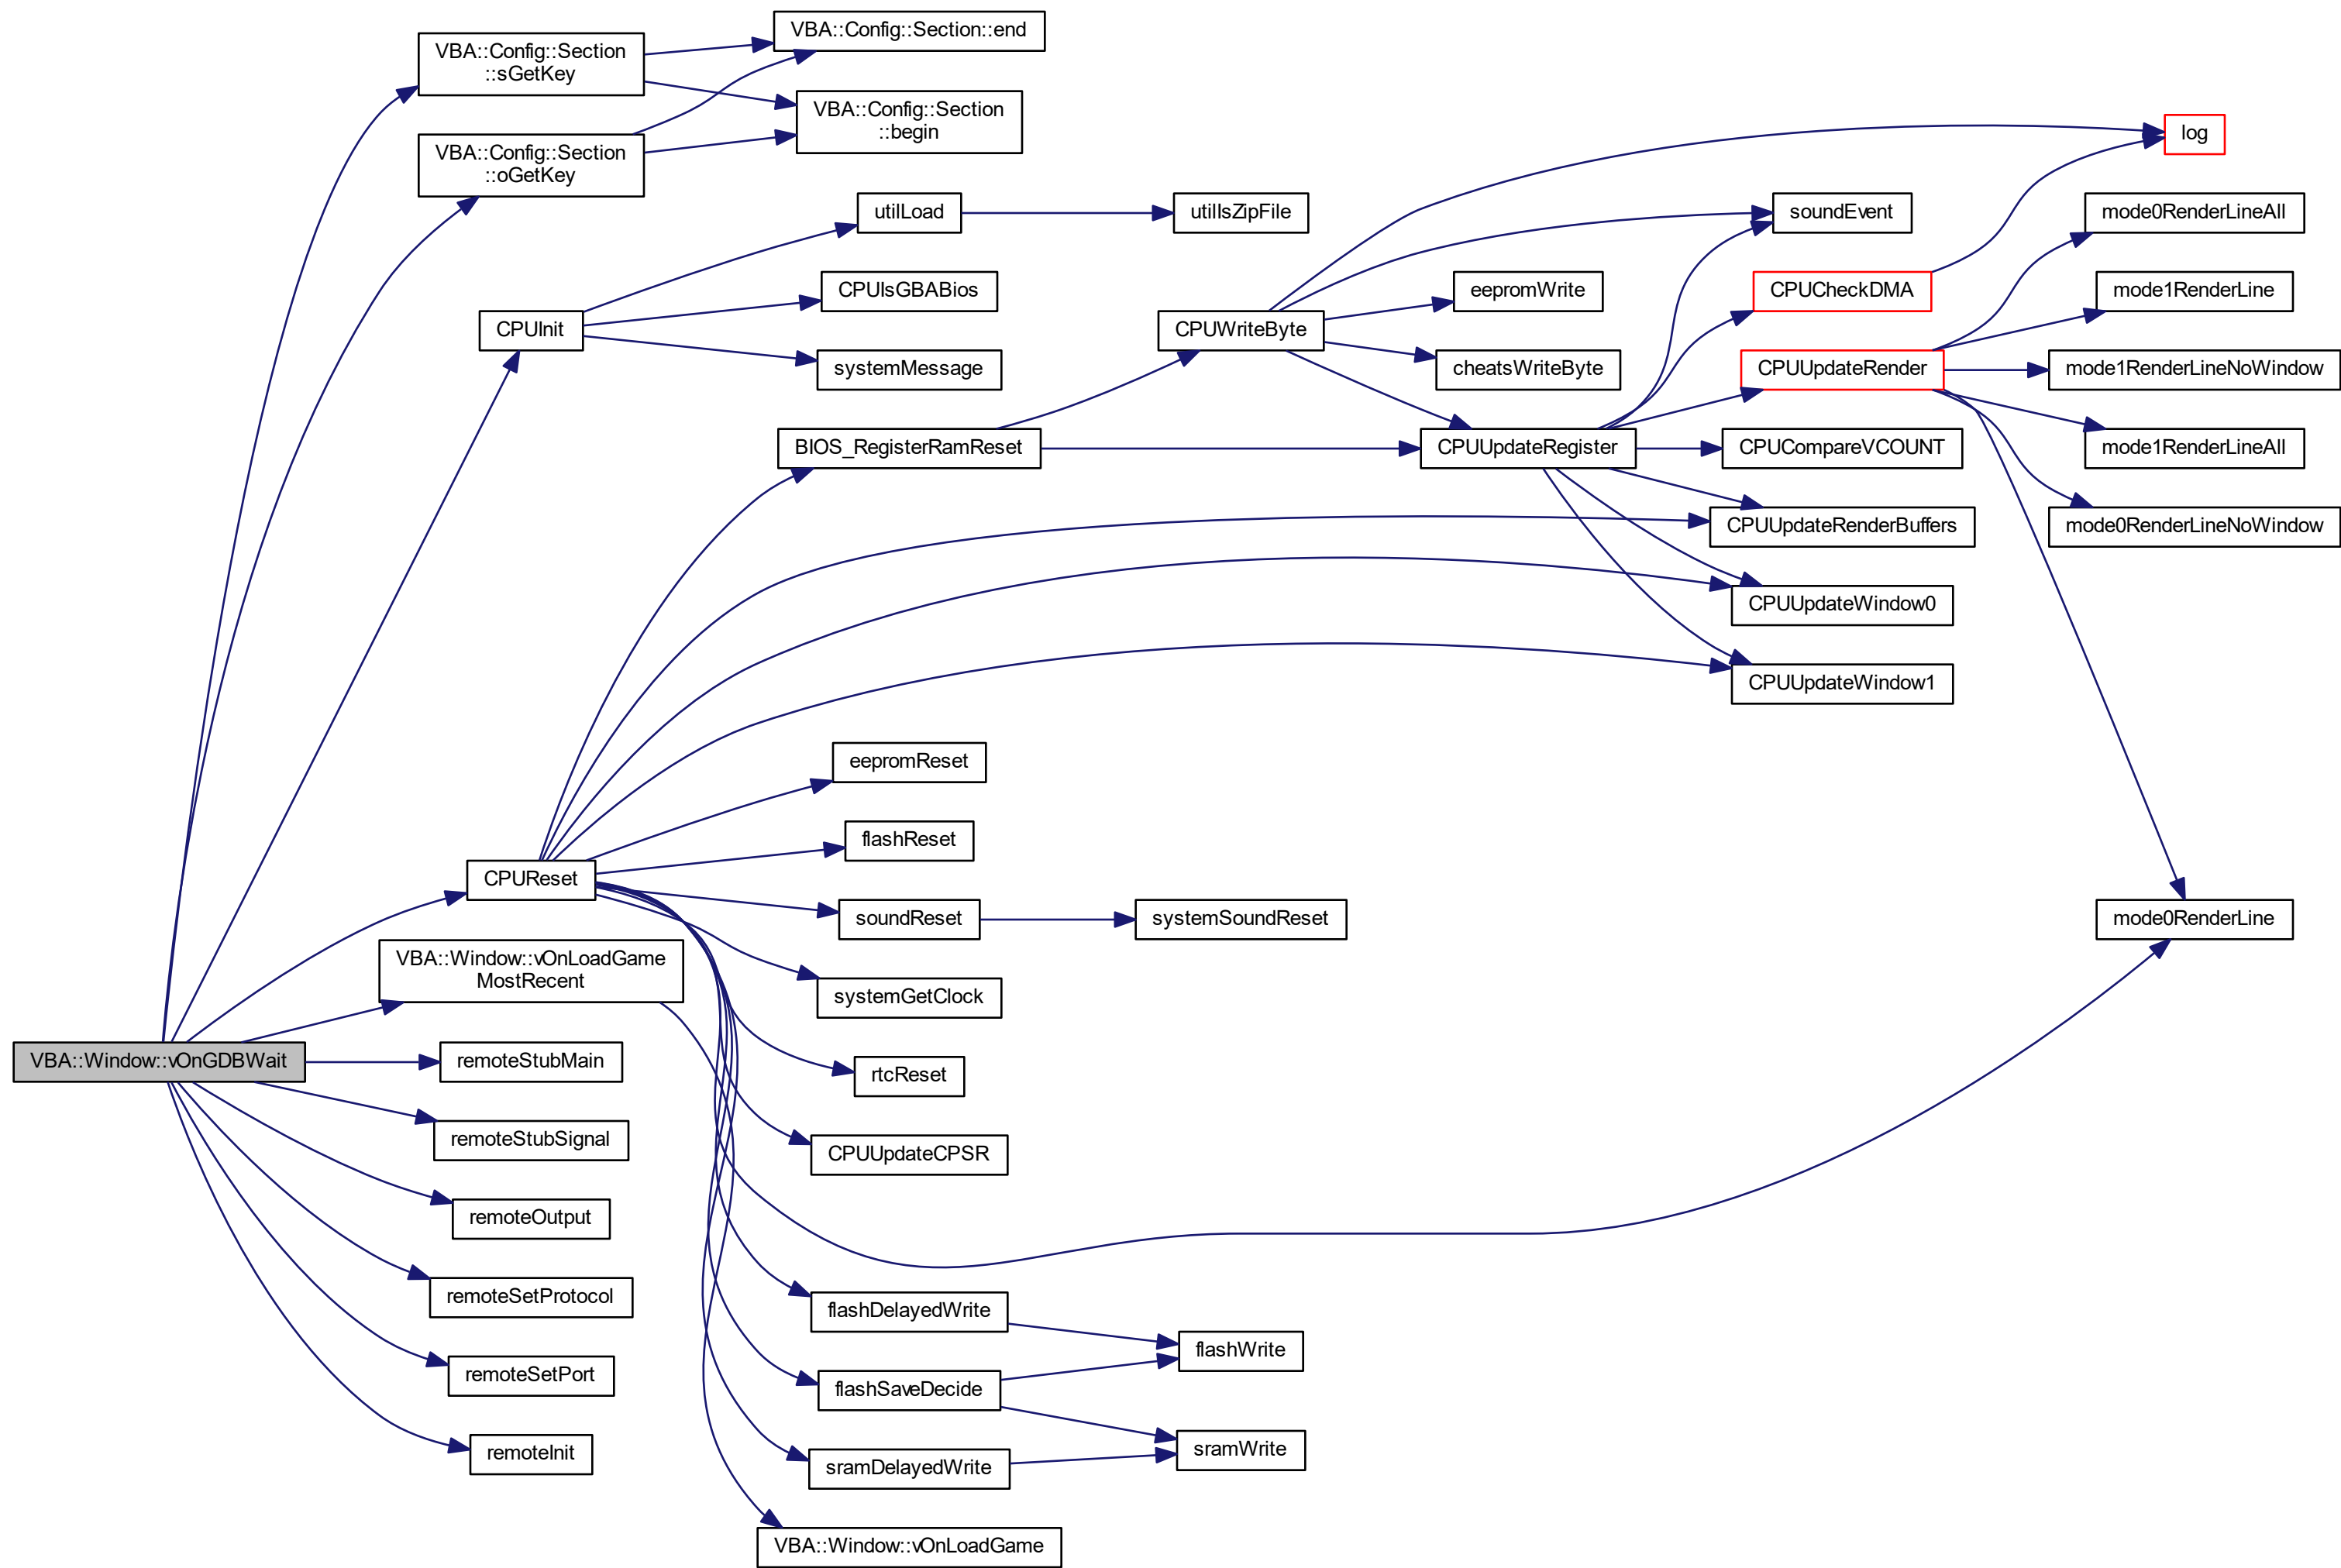 VBA::Config::Section::end
VBA::Config::Section
::sGetKey
VBA::Config::Section
::begin
log
VBA::Config::Section
::oGetKey
utilLoad
utilIsZipFile
soundEvent
mode0RenderLineAll
CPUIsGBABios
eepromWrite
CPUCheckDMA
mode1RenderLine
CPUInit
CPUWriteByte
systemMessage
cheatsWriteByte
CPUUpdateRender
mode1RenderLineNoWindow
BIOS_RegisterRamReset
CPUUpdateRegister
CPUCompareVCOUNT
mode1RenderLineAll
CPUUpdateRenderBuffers
mode0RenderLineNoWindow
CPUUpdateWindow0
CPUUpdateWindow1
eepromReset
flashReset
CPUReset
soundReset
systemSoundReset
mode0RenderLine
VBA::Window::vOnLoadGame
MostRecent
systemGetClock
VBA::Window::vOnGDBWait
remoteStubMain
rtcReset
remoteStubSignal
CPUUpdateCPSR
remoteOutput
remoteSetProtocol
flashDelayedWrite
flashWrite
remoteSetPort
flashSaveDecide
remoteInit
sramDelayedWrite
sramWrite
VBA::Window::vOnLoadGame